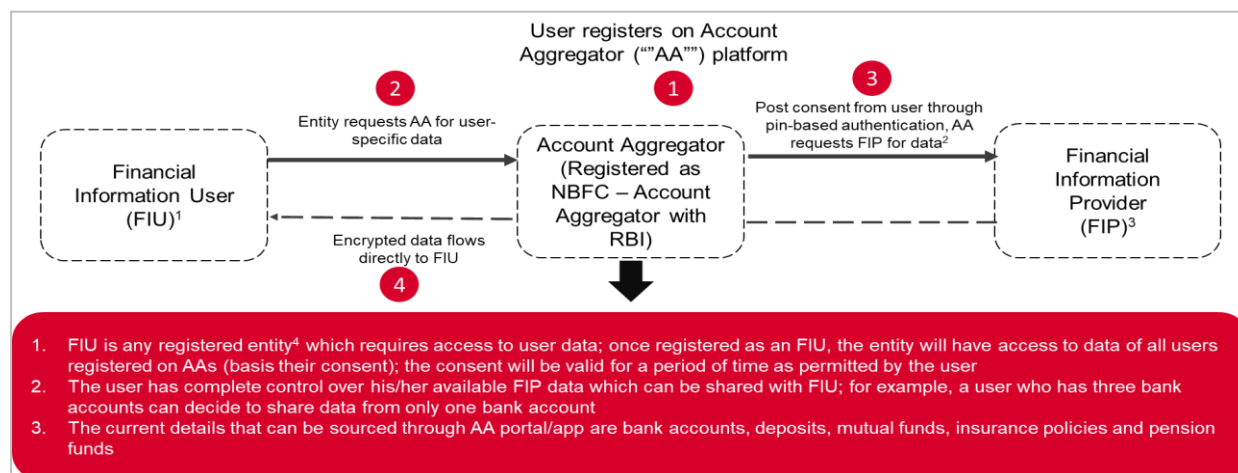 User registers on Account
Aggregator (“”AA””) platform
2
1
3
Entity requests AA for user-
specific data
Post consent from user through
pin-based authentication, AA
requests FIP for data2
Financial
Information User
(FIU)1
Account Aggregator
(Registered as
NBFC – Account
Aggregator with
RBI)
Financial
Information
Provider
(FIP)3
Encrypted data flows
directly to FIU
4
1. FIU is any registered entity4 which requires access to user data; once registered as an FIU, the entity will have access to data of all users
registered on AAs (basis their consent); the consent will be valid for a period of time as permitted by the user
2. The user has complete control over his/her available FIP data which can be shared with FIU; for example, a user who has three bank
accounts can decide to share data from only one bank account
3. The current details that can be sourced through AA portal/app are bank accounts, deposits, mutual funds, insurance policies and pension
funds